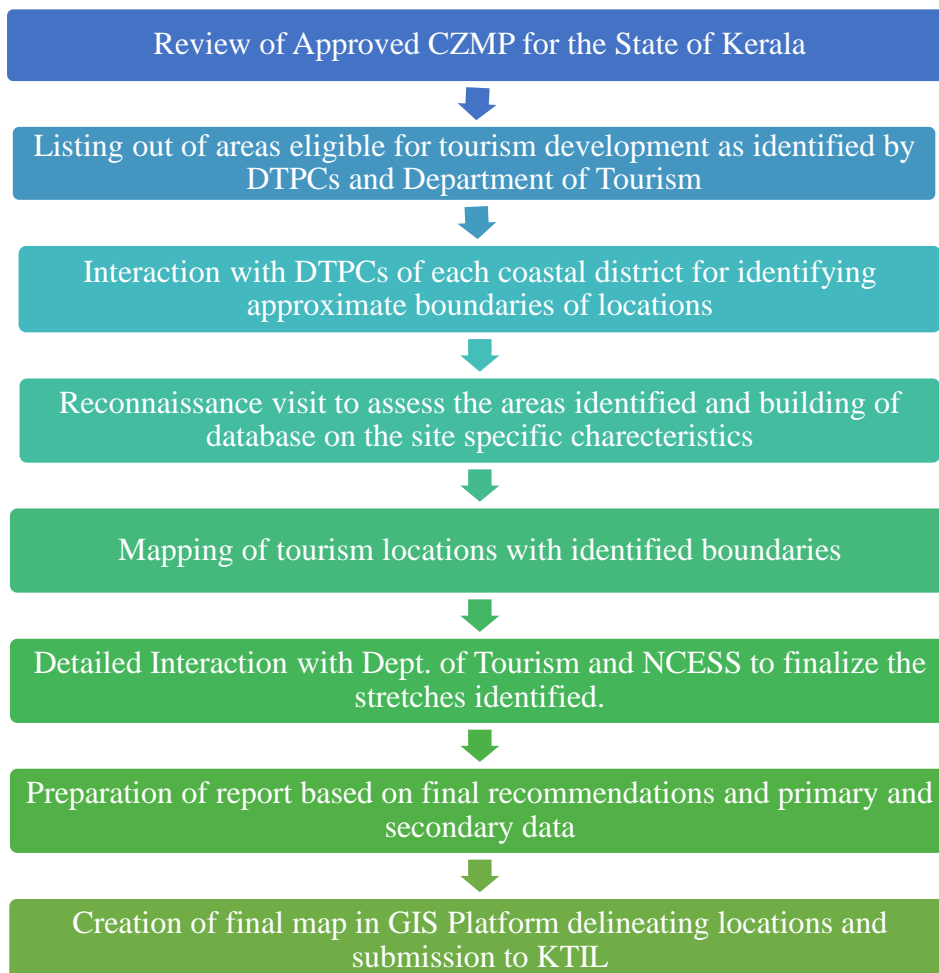 Review of Approved CZMP for the State of Kerala
Listing out of areas eligible for tourism development as identified by
DTPCs and Department of Tourism
Interaction with DTPCs of each coastal district for identifying
approximate boundaries of locations
Reconnaissance visit to assess the areas identified and building of
database on the site specific charecteristics
Mapping of tourism locations with identified boundaries
Detailed Interaction with Dept. of Tourism and NCESS to finalize the
stretches identified.
Preparation of report based on final recommendations and primary and
secondary data
Creation of final map in GIS Platform delineating locations and
submission to KTIL